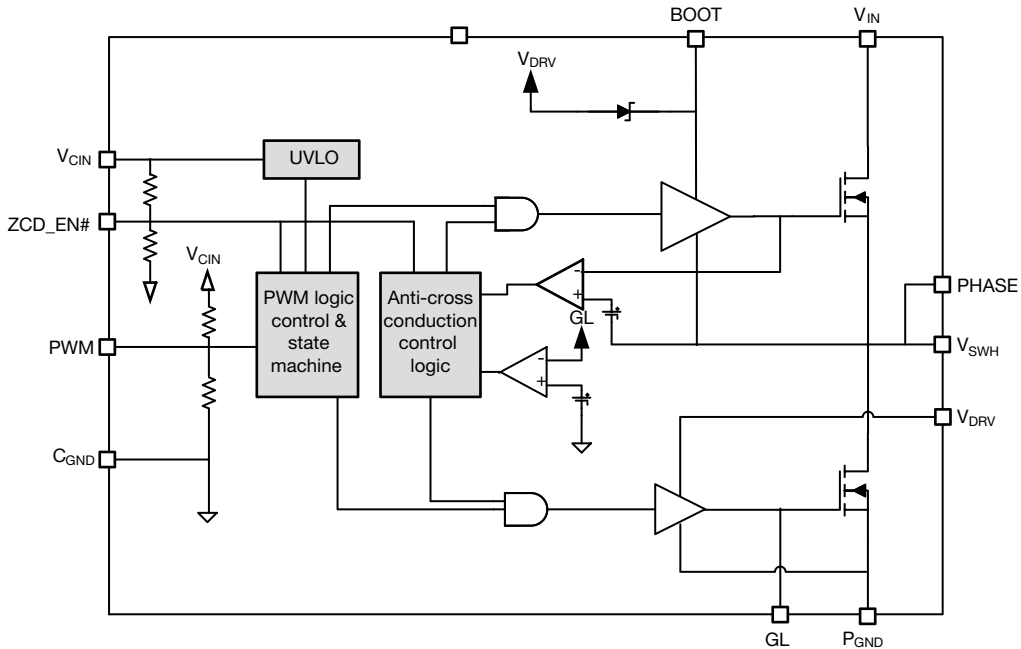 BOOT
VIN
VDRV
VCIN
UVLO
ZCD_EN#
VCIN
PWM logic
control &
state
machine
Anti-cross
conduction
control
logic
-
+
GL
-
+
PHASE
PWM
VSWH
VDRV
CGND
GL
PGND